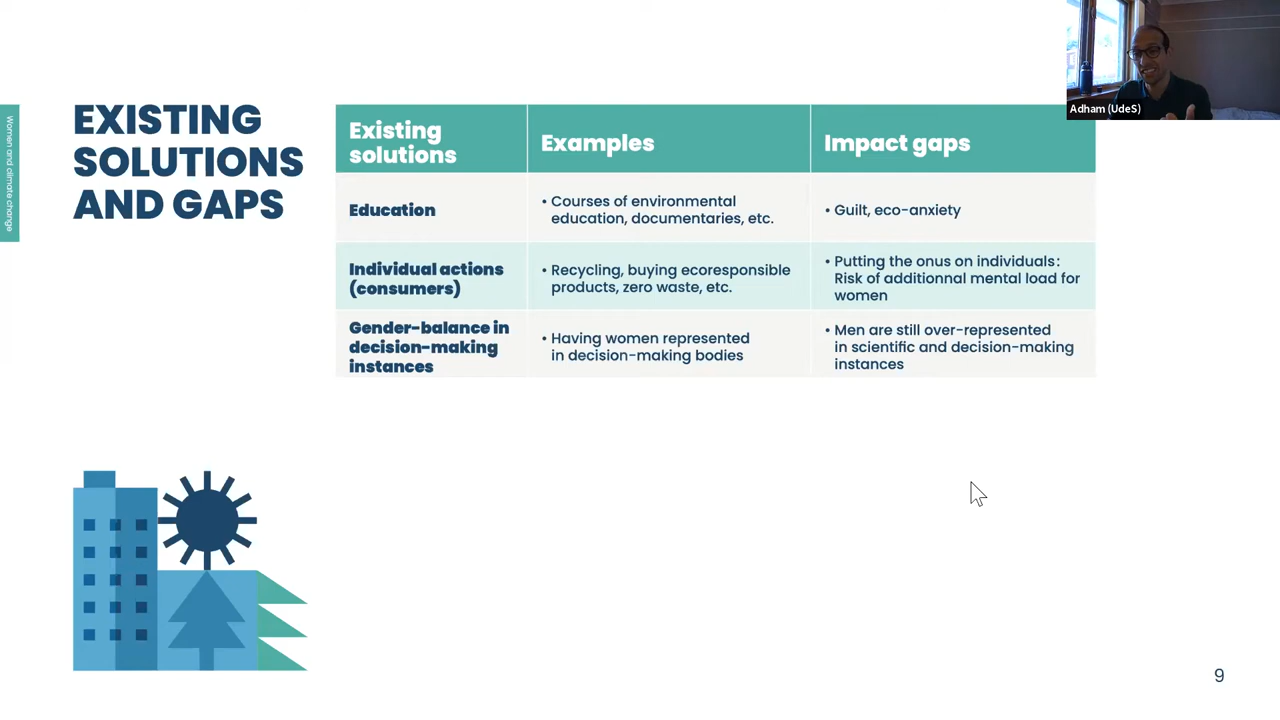 Women and climate change
EXISTING
SOLUTIONS
AND GAPS
Adham (UdeS)
Existing
solutions
Examples
Impact gaps
Education
• Courses of environmental
education, documentaries, etc.
• Guilt, eco-anxiety
Individual actions
(consumers)
• Recycling, buying ecoresponsible
products, zero waste, etc.
• Putting the onus on individuals:
Risk of additionnal mental load for
women
Gender-balance in
decision-making
instances
• Having women represented
in decision-making bodies
• Men are still over-represented
in scientific and decision-making
instances
9